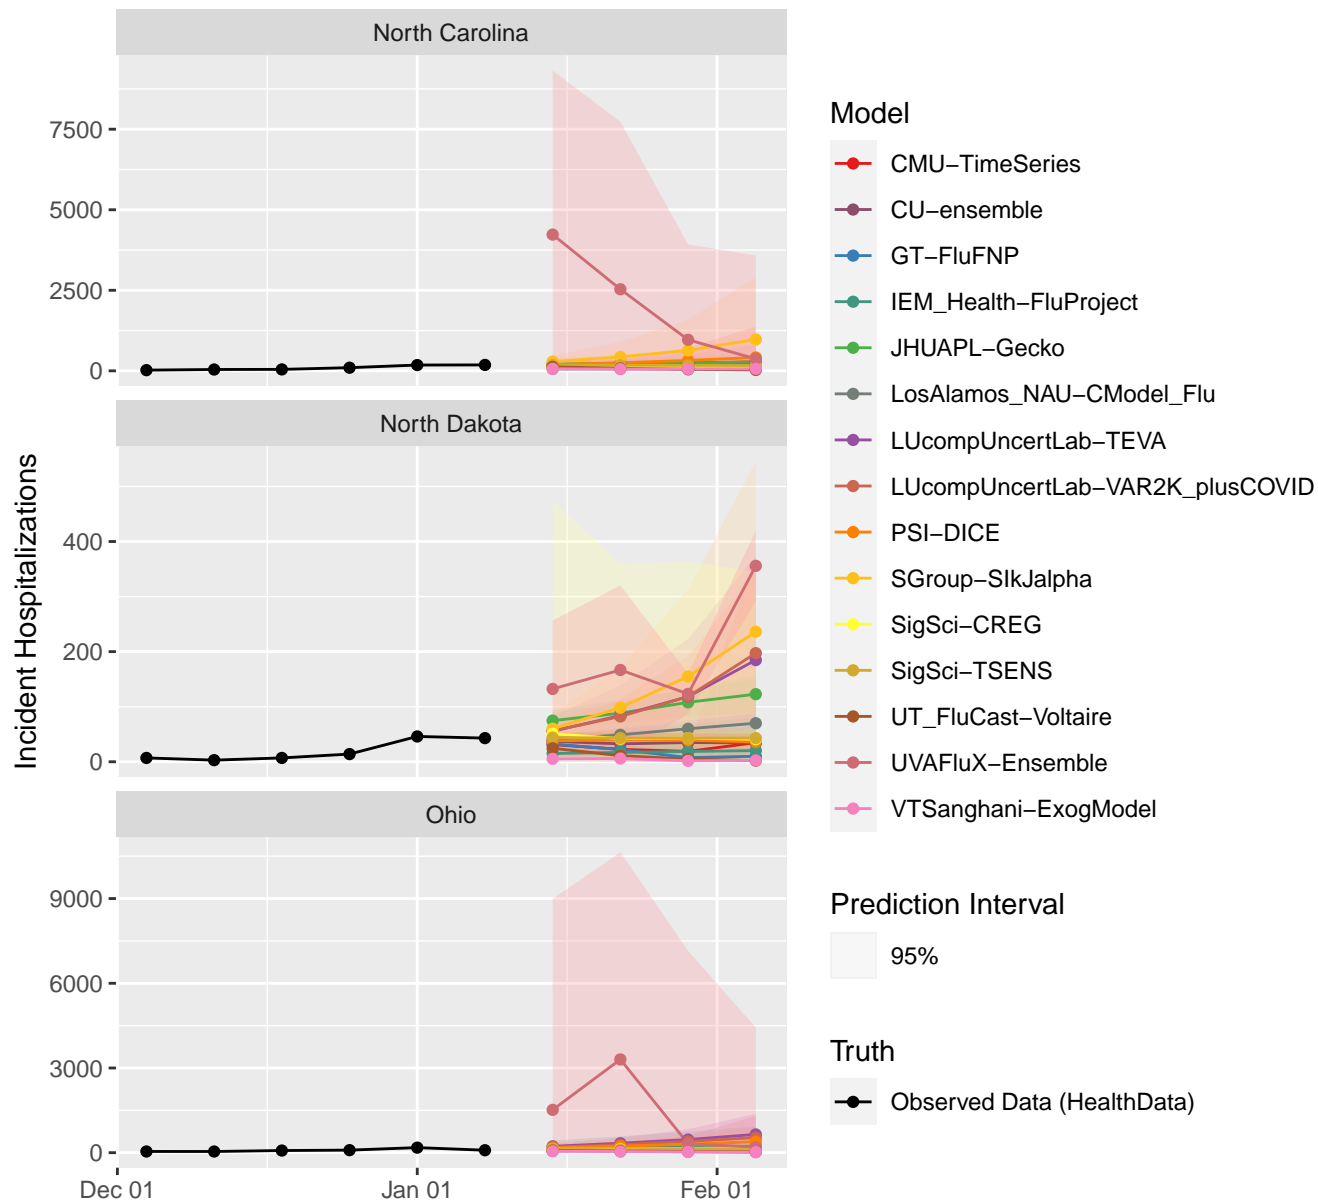 North Carolina
7500
5000
2500
0
North Dakota
400
200
0
Ohio
9000
6000
3000
0
Dec 01
Jan 01
Feb 01
Incident Hospitalizations
Model
CMU−TimeSeries
CU−ensemble
GT−FluFNP
IEM_Health−FluProject
JHUAPL−Gecko
LosAlamos_NAU−CModel_Flu
LUcompUncertLab−TEVA
LUcompUncertLab−VAR2K_plusCOVID
PSI−DICE
SGroup−SIkJalpha
SigSci−CREG
SigSci−TSENS
UT_FluCast−Voltaire
UVAFluX−Ensemble
VTSanghani−ExogModel
Prediction Interval
95%
Truth
Observed Data (HealthData)